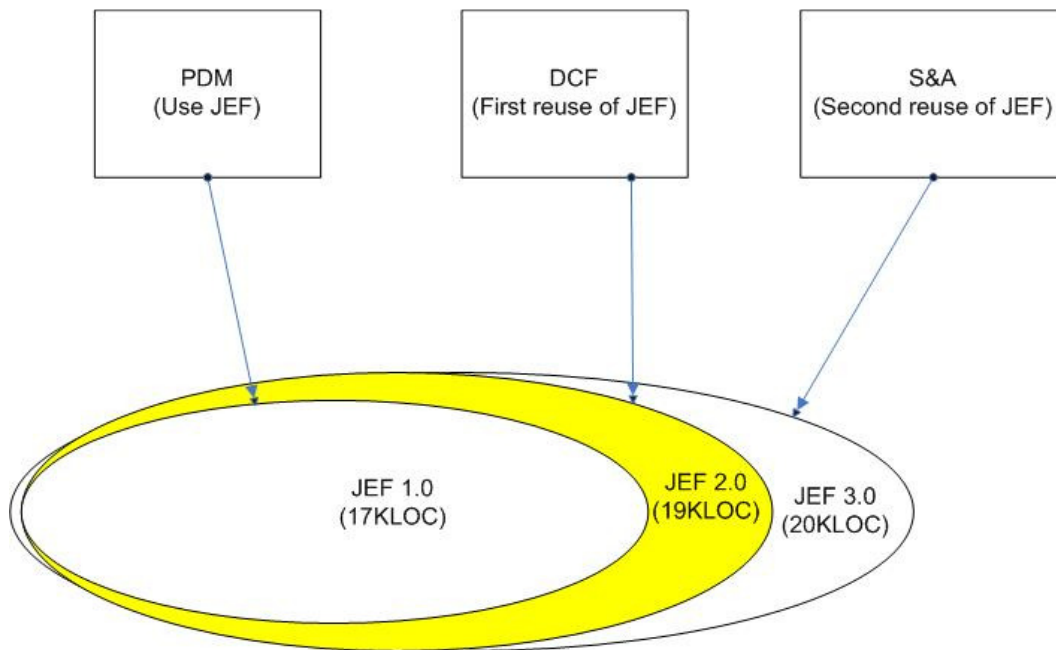 PDM
(Use JEF)
DCF
(First reuse of JEF)
S&A
(Second reuse of JEF)
JEF 1.0
(17KLOC)
JEF 2.0
(19KLOC)
JEF 3.0
(20KLOC)